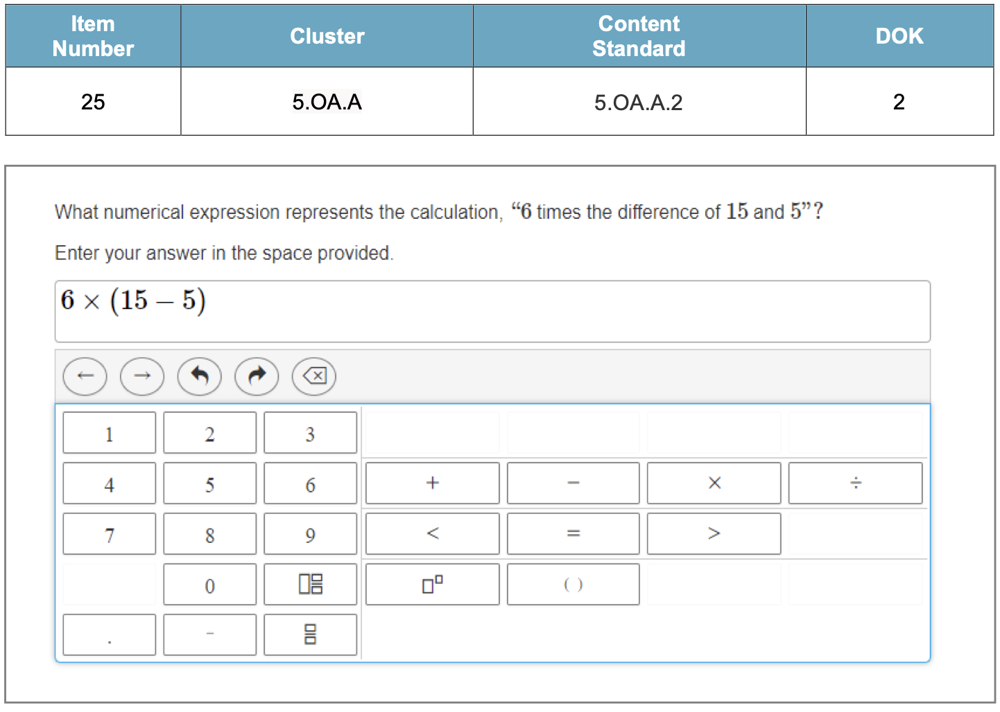 Item Number Cluster Content Standard DOK
25 5.OA.A 5.OA.A.2 2
What numerical expression represents the calculation, “6 times the difference of 15 and 5”?
Enter your answer in the space provided.
6 × (15 – 5)
← →
1 2 3
4 5 6 + − × ÷
7 8 9 < = >
0 ( )
. −